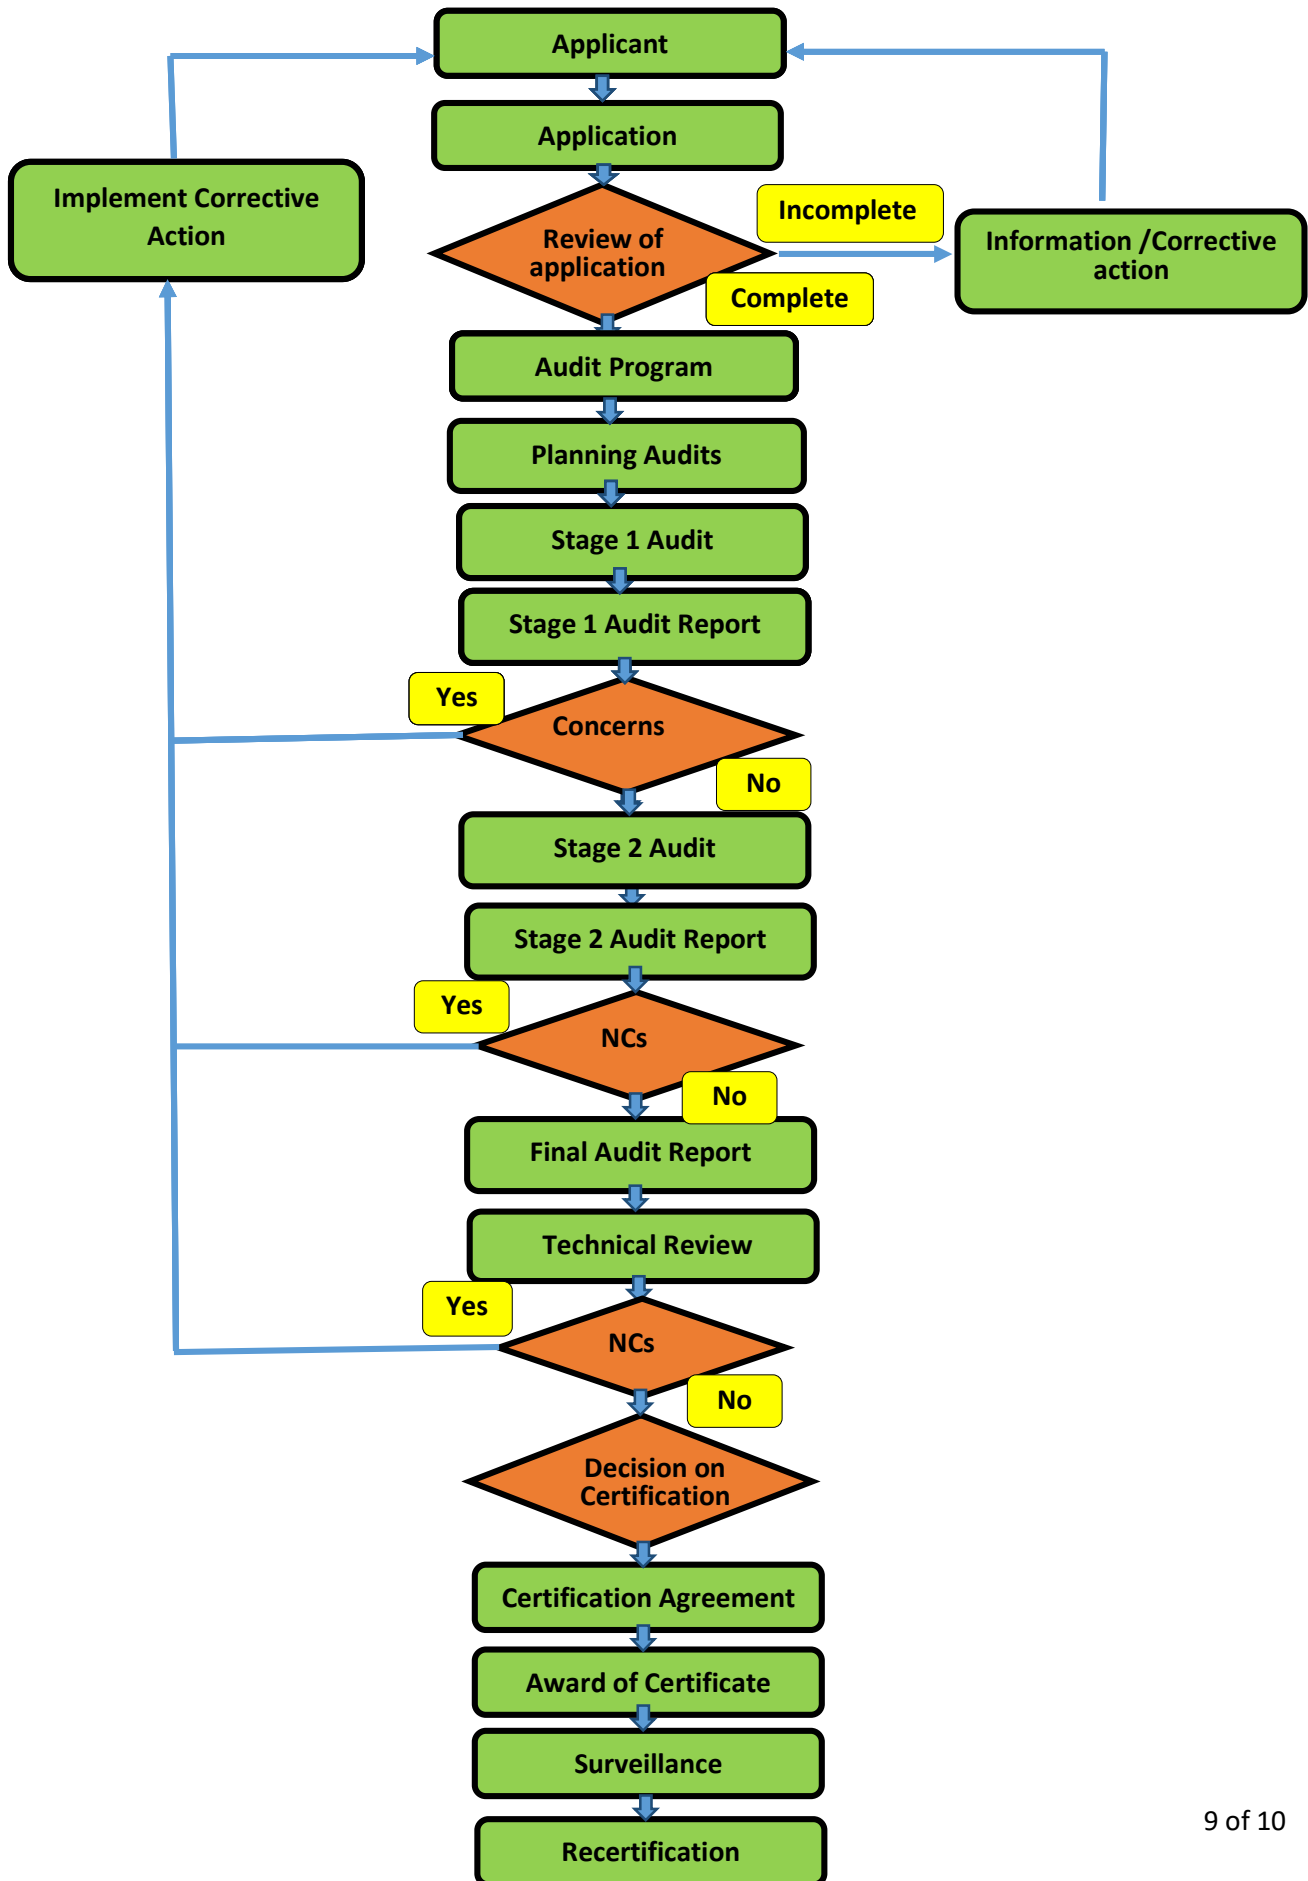 Applicant
Application
Implement Corrective
Action
Review of
application
Incomplete
Complete
Information /Corrective
action
Audit Program
Planning Audits
Stage 1 Audit
Stage 1 Audit Report
Yes
Concerns
No
Stage 2 Audit
Stage 2 Audit Report
Yes
NCs
No
Final Audit Report
Technical Review
Yes
NCs
No
Decision on
Certification
Certification Agreement
Award of Certificate
Surveillance
Recertification
9 of 10